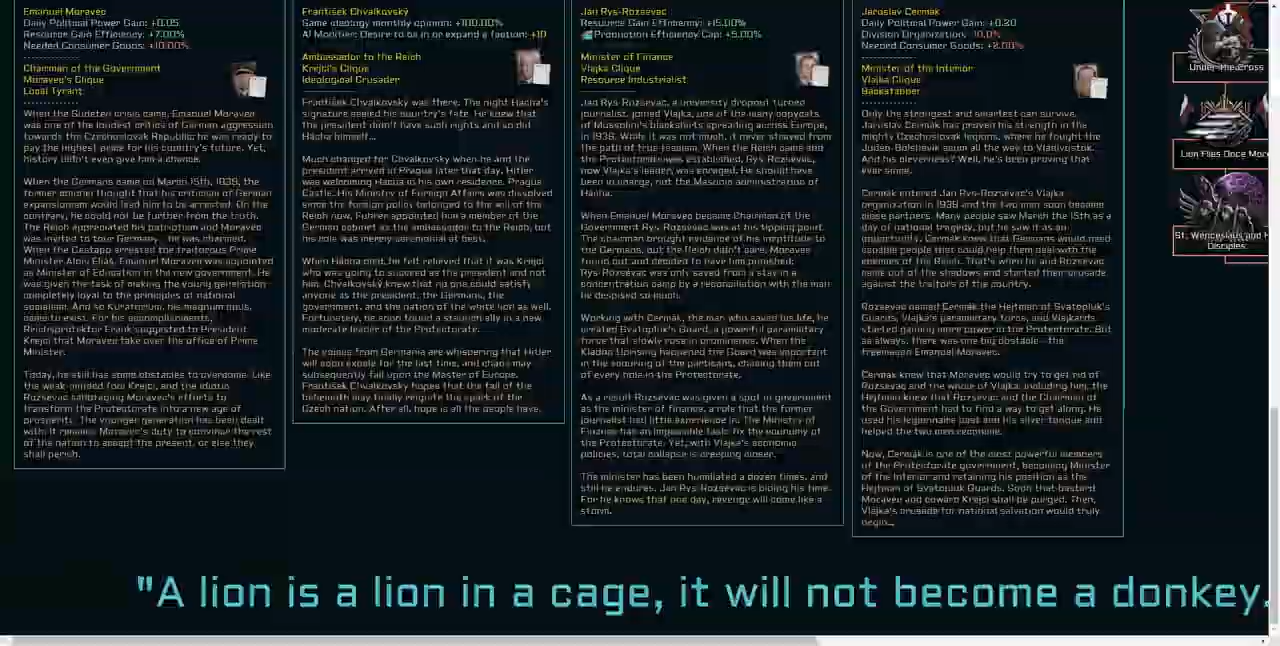 Emanuel Moravec
Daily Political Power Gain: +0.05
Resource Gain Efficiency: +7.00%
Needed Consumer Goods: +10.00%
Chairman of the Government
Moravec's Clique
Local Tyrant
When the Sudeten crisis came, Emanuel Moravec
was one of the loudest critics of German aggression
towards the Czechoslovak Republic; he was ready to
pay the highest price for his country's future. Yet,
history didn't even give him a chance.
When the Germans came on March 15th, 1939, the
former colonel thought that his criticism of German
expansionism would lead him to be arrested. On the
contrary, he could not be further from the truth.
The Reich appreciated his patriotism and Moravec
was invited to tour Germany... he was charmed.
When the Gestapo arrested the traitorous Prime
Minister Alois Eliáš, Emanuel Moravec was appointed
as Minister of Education in the new government. He
was given the task of making the young generation
completely loyal to the principles of national
socialism. And so Kuratorium, his magnum opus,
came to exist. For his accomplishments,
Reichsprotektor Frank suggested to President
Krejci that Moravec take over the office of Prime
Minister.
Today, he still has some obstacles to overcome. Like
the weak-minded fool Krejci, and the idiotic
Rozsevac sabotaging Moravec's efforts to
transform the Protectorate into a new age of
prosperity. The younger generation has been dealt
with. It remains Moravec's duty to convince the rest
of the nation to accept the present, or else they
shall perish.
František Chvalkovský
Game ideology monthly opinion: +100.00%
AI Modifier: Desire to be in or expand a faction: +10
Ambassador to the Reich
Krejci's Clique
Ideological Crusader
František Chvalkovský was there. The night Hácha's
signature sealed his country's fate. He knew that
the president didn't have such rights and so did
Hácha himself...
Much changed for Chvalkovský when he and the
president arrived at Prague later that day. Hitler
was welcoming Hácha in his own residence, Prague
Castle. His Ministry of Foreign Affairs was dissolved
since the foreign policy belonged to the will of the
Reich now. Fuhrer appointed him a member of the
German cabinet as the ambassador to the Reich, but
his role was merely ceremonial at best.
When Hácha died, he felt relieved that it was Krejci
who was going to succeed as the president and not
him. Chvalkovský knew that no one could satisfy
anyone as the president, the Germans, the
government, and the nation of the white lion as well.
Fortunately, he soon found a staunch ally in a new
moderate leader of the Protectorate.
The voices from Germania are whispering that Hitler
will soon exhale for the last time, and chaos may
subsequently fall upon the Master of Europe.
František Chvalkovský hopes that the fall of the
behemoth may finally reignite the spark of the
Czech nation. After all, hope is all the people have.
Jan Rys-Rozsévac
Resource Gain Efficiency: +15.00%
Production Efficiency Cap: +5.00%
Minister of Finance
Vlajka Clique
Resource Industrialist
Jan Rys-Rozsevac, a university dropout turned
journalist, joined Vlajka, one of the many copycats
of Mussolini's blackshirts spreading across Europe,
in 1936. While it was not much, it never strayed from
the path of true fascism. When the Reich came and
the Protectorate was established, Rys-Rozsévac,
now Vlajka's leader, was enraged. He should have
been in charge, not the Masonic administration of
Hácha.
When Emanuel Moravec became Chairman of the
Government Rys-Rozsévac was at his tipping point.
The chairman brought evidence of his ineptitude to
the Germans, but the Reich didn't care. Moravec
found out and decided to have him punished;
Rys-Rozsévac was only saved from a stay in a
concentration camp by a reconciliation with the man
he despised so much.
Working with Čermák, the man who saved his life, he
created Svatopluk's Guard, a powerful paramilitary
force that slowly rose in prominence. When the
Kladno Uprising happened the Guard was important
in the scouring of the partisans, chasing them out
of every hole in the Protectorate.
As a result Rozsévac was given a spot in government
as the minister of finance, a role that the former
journalist had little experience in. The Ministry of
Finance has an impossible task: fix the economy of
the Protectorate. Yet, with Vlajka's economic
policies, total collapse is creeping closer.
The minister has been humiliated a dozen times, and
still he endures. Jan Rys-Rozsévac is biding his time.
For he knows that one day, revenge will come like a
storm.
Jaroslav Čermák
Daily Political Power Gain: +0.20
Division Organization: -10.0%
Needed Consumer Goods: +2.00%
Minister of the Interior
Vlajka Clique
Backstabber
Only the strongest and smartest can survive.
Jaroslav Čermák has proven his strength in the
mighty Czechoslovak legions, where he fought the
Judeo-Bolshevik scum all the way to Vladivostok.
And his cleverness? Well, he's been proving that
ever since.
Čermák entered Jan Rys-Rozsévac's Vlajka
organization in 1939 and the two men soon became
close partners. Many people saw March the 15th as a
day of national tragedy, but he saw it as an
opportunity. Čermák knew that Germans would need
capable people that could help them deal with the
enemies of the Reich. That's when he and Rozsévac
came out of the shadows and started their crusade
against the traitors of the country.
Rozsévac named Čermák the Hejtman of Svatopluk's
Guards, Vlajka's paramilitary force, and Vlajkards
started gaining more power in the Protectorate. But
as always, there was one big obstacle—the
freemason Emanuel Moravec.
Čermák knew that Moravec would try to get rid of
Rozsévac and the whole of Vlajka, including him, the
Hejtman knew that Rozsévac and the Chairman of
the Government had to find a way to get along. He
used his legionnaire past and his silver tongue and
helped the two men reconcile.
Now, Čermák is one of the most powerful members
of the Protectorate government, becoming Minister
of the Interior and retaining his position as the
Hejtman of Svatopluk Guards. Soon that bastard
Moravec and coward Krejci shall be purged. Then,
Vlajka's crusade for national salvation would truly
begin...
Under the Cross
Lion Flies Once More
St. Wenceslaus and H
Disciples
"A lion is a lion in a cage, it will not become a donkey,